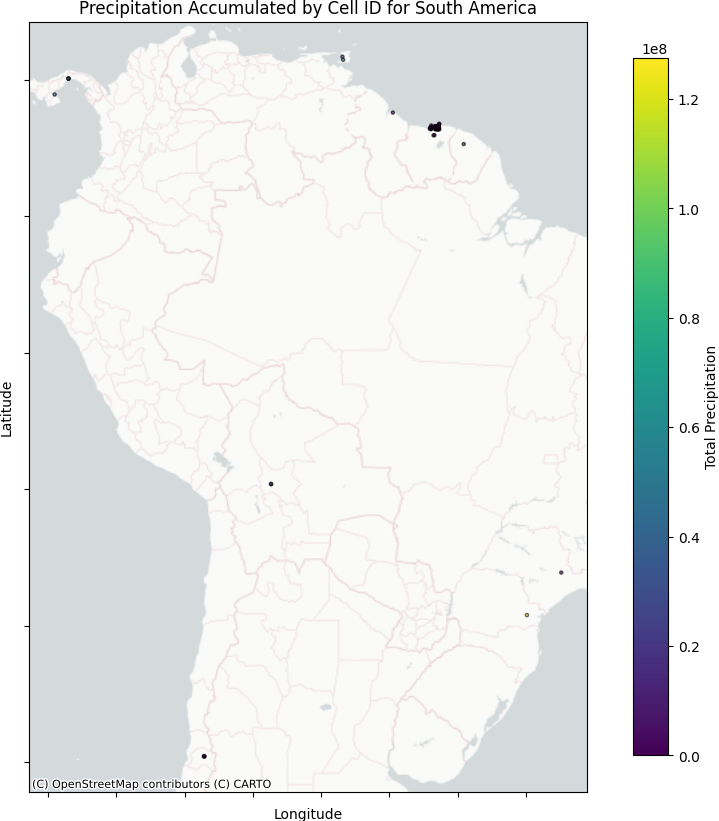 Precipitation Accumulated by Cell ID for South America
1e8
1.2
1.0
0.8
0.6
0.4
0.2
0.0
Total Precipitation
Latitude
(C) OpenStreetMap contributors (C) CARTO
Longitude